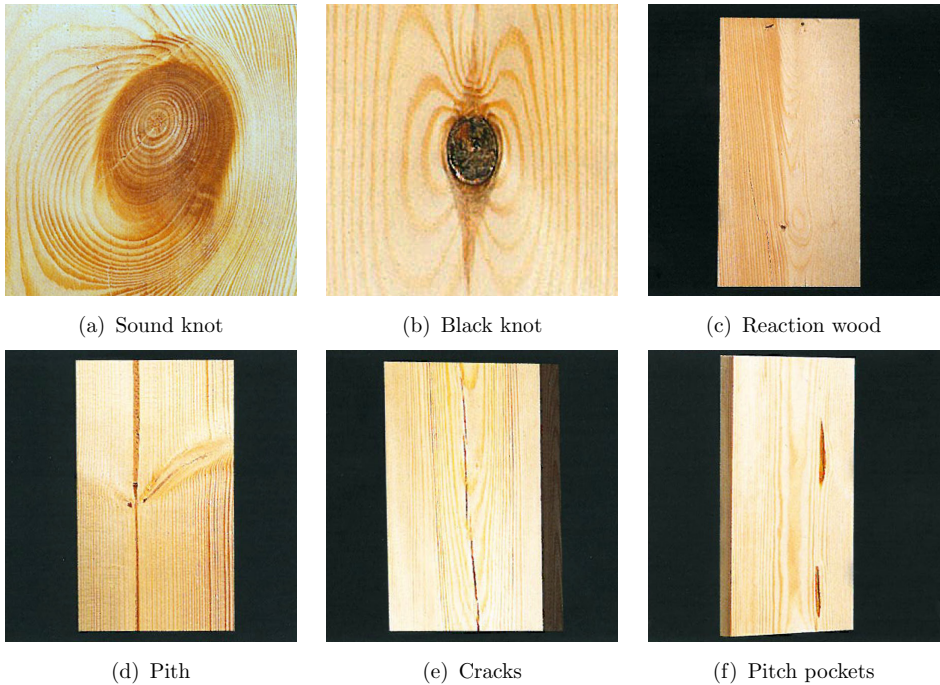 (a) Sound knot
(b) Black knot
(c) Reaction wood
(d) Pith
(e) Cracks
(f) Pitch pockets